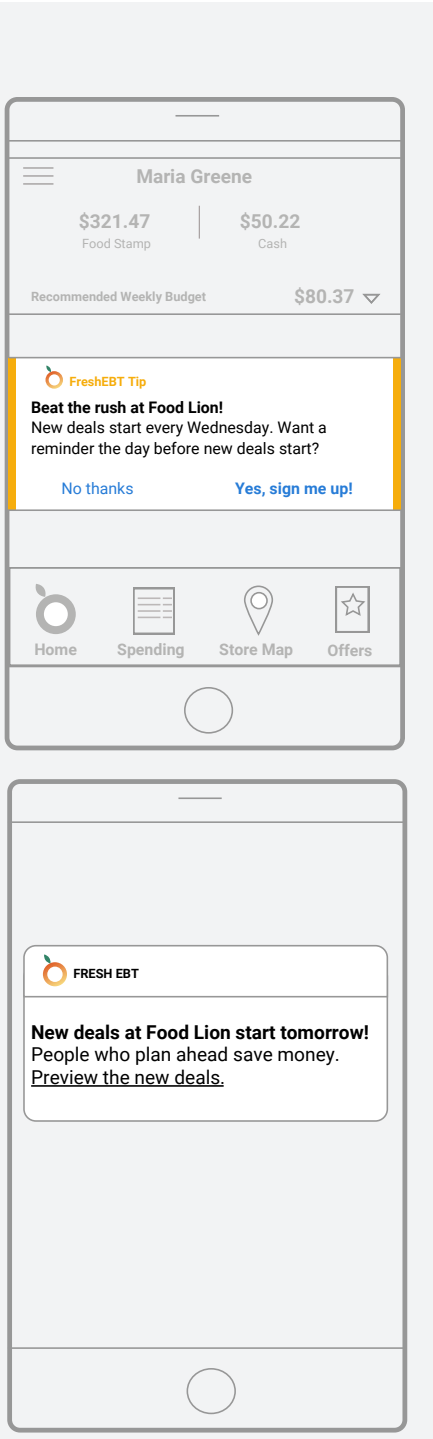 Maria Greene
$321.47 $50.22
Food Stamp Cash
Recommended Weekly Budget $80.37
FreshEBT Tip
Beat the rush at Food Lion!
New deals start every Wednesday. Want a
reminder the day before new deals start?
No thanks Yes, sign me up!
Home Spending Store Map Offers
FRESH EBT
New deals at Food Lion start tomorrow!
People who plan ahead save money.
Preview the new deals.